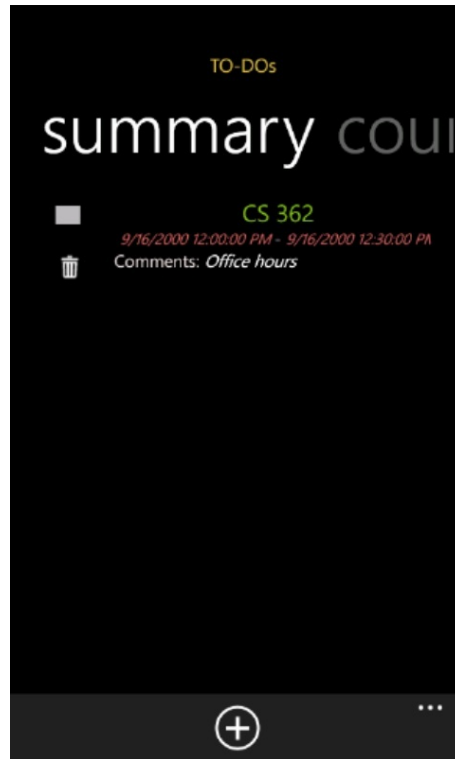 TO-DOs
summary cour
CS 362
9/16/2000 12:00:00 PM - 9/16/2000 12:30:00 PM
Comments: Office hours